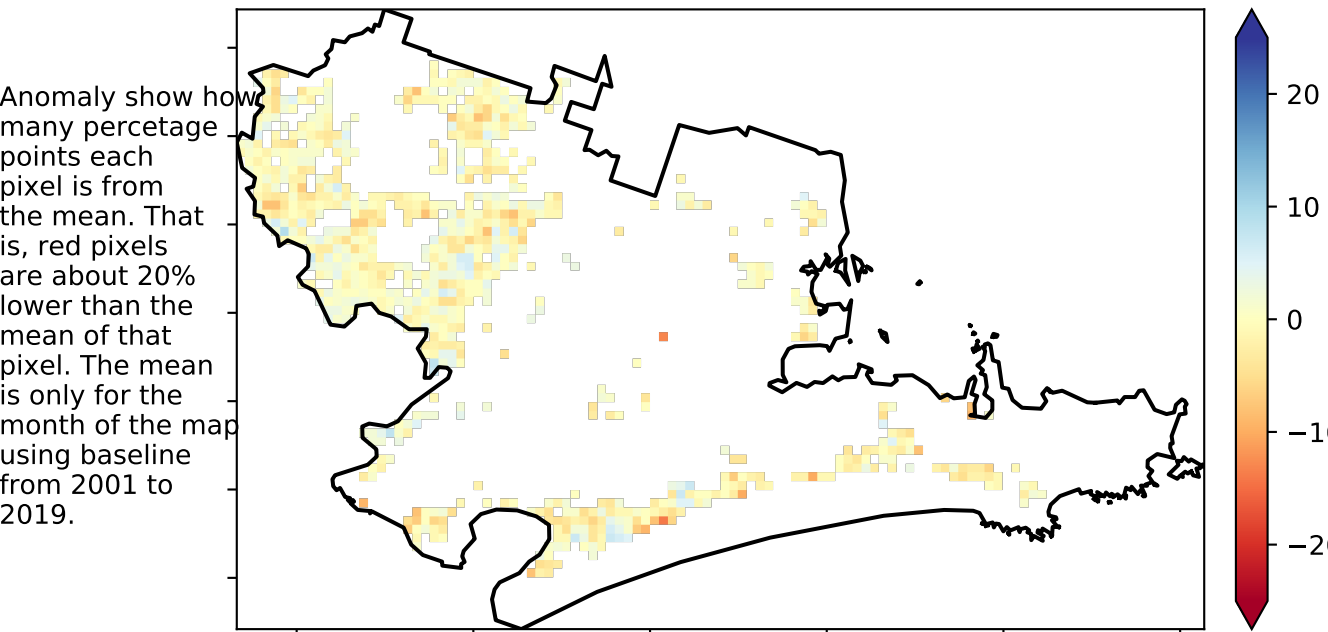 Anomaly show how
many percetage
points each
pixel is from
the mean. That
is, red pixels
are about 20%
lower than the
mean of that
pixel. The mean
is only for the
month of the map
using baseline
from 2001 to
2019.
20
10
0
−10
−20